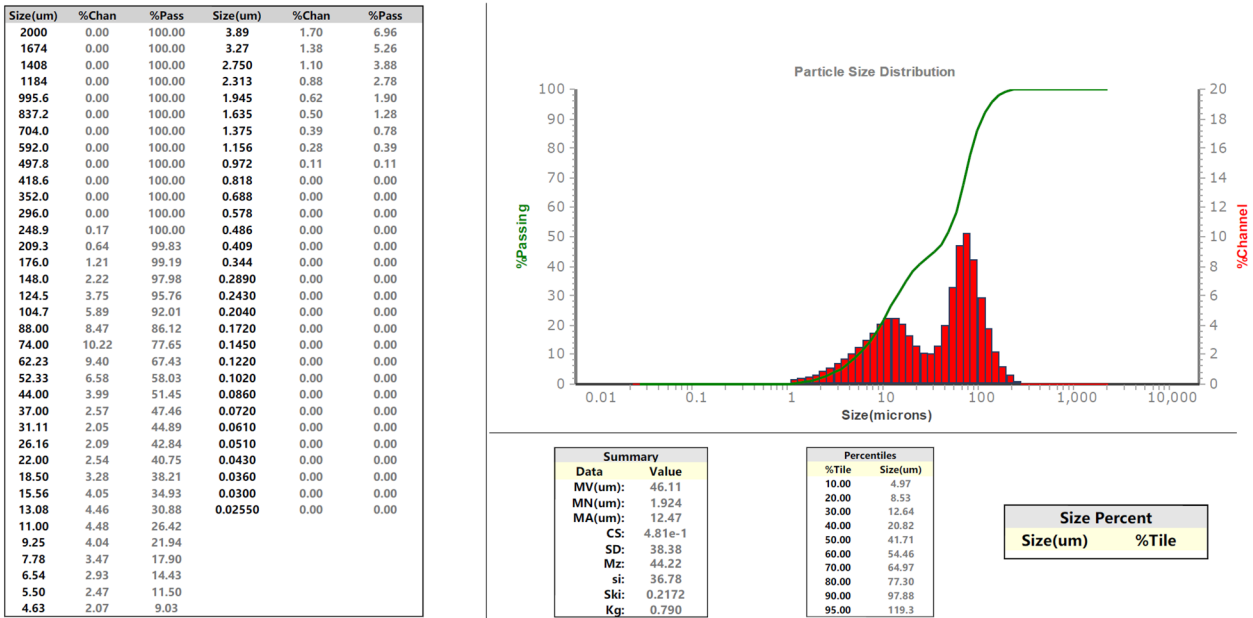 Size(um) %Chan %Pass Size(um) %Chan %Pass
2000 0.00 100.00 3.89 1.70 6.96
1674 0.00 100.00 3.27 1.38 5.26
1408 0.00 100.00 2.750 1.10 3.88
1184 0.00 100.00 2.313 0.88 2.78
995.6 0.00 100.00 1.945 0.62 1.90
837.2 0.00 100.00 1.635 0.50 1.28
704.0 0.00 100.00 1.375 0.39 0.78
592.0 0.00 100.00 1.156 0.28 0.39
497.8 0.00 100.00 0.972 0.11 0.11
418.6 0.00 100.00 0.818 0.00 0.00
352.0 0.00 100.00 0.688 0.00 0.00
296.0 0.00 100.00 0.578 0.00 0.00
248.9 0.17 100.00 0.486 0.00 0.00
209.3 0.64 99.83 0.409 0.00 0.00
176.0 1.21 99.19 0.344 0.00 0.00
148.0 2.22 97.98 0.2890 0.00 0.00
124.5 3.75 95.76 0.2430 0.00 0.00
104.7 5.89 92.01 0.2040 0.00 0.00
88.00 8.47 86.12 0.1720 0.00 0.00
74.00 10.22 77.65 0.1450 0.00 0.00
62.23 9.40 67.43 0.1220 0.00 0.00
52.33 6.58 58.03 0.1020 0.00 0.00
44.00 3.99 51.45 0.0860 0.00 0.00
37.00 2.57 47.46 0.0720 0.00 0.00
31.11 2.05 44.89 0.0610 0.00 0.00
26.16 2.09 42.84 0.0510 0.00 0.00
22.00 2.54 40.75 0.0430 0.00 0.00
18.50 3.28 38.21 0.0360 0.00 0.00
15.56 4.05 34.93 0.0300 0.00 0.00
13.08 4.46 30.88 0.02550 0.00 0.00
11.00 4.48 26.42
9.25 4.04 21.94
7.78 3.47 17.90
6.54 2.93 14.43
5.50 2.47 11.50
4.63 2.07 9.03
Particle Size Distribution
100
90
80
70
60
50
40
30
20
10
0
%Passing
20
18
16
14
12
10
8
6
4
2
0
%Channel
0.01 0.1 1 10 100 1,000 10,000
Size(microns)
Summary
Data Value
MV(um): 46.11
MN(um): 1.924
MA(um): 12.47
CS: 4.81e-1
SD: 38.38
Mz: 44.22
si: 36.78
Ski: 0.2172
Kg: 0.790
Percentiles
%Tile Size(um)
10.00 4.97
20.00 8.53
30.00 12.64
40.00 20.82
50.00 41.71
60.00 54.46
70.00 64.97
80.00 77.30
90.00 97.88
95.00 119.3
Size Percent
Size(um) %Tile